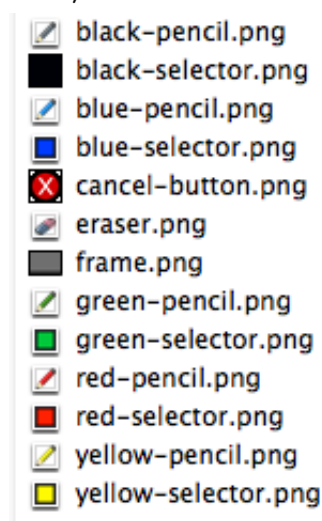 black-pencil.png
black-selector.png
blue-pencil.png
blue-selector.png
cancel-button.png
eraser.png
frame.png
green-pencil.png
green-selector.png
red-pencil.png
red-selector.png
yellow-pencil.png
yellow-selector.png